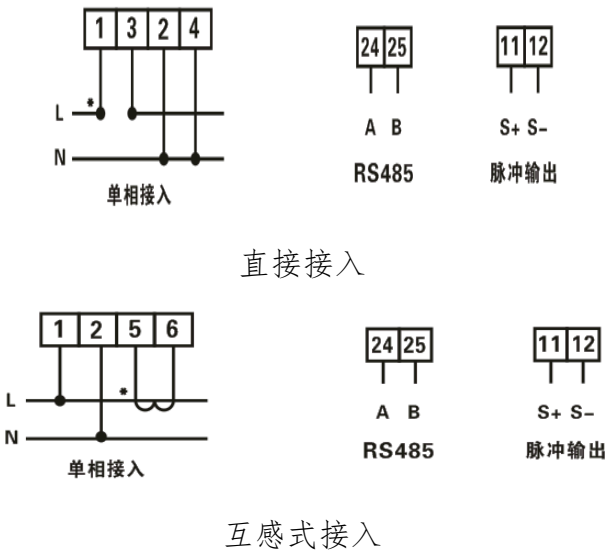 1 3 2 4
24 25
11 12
L *
A B
S+ S-
N
RS485
脉冲输出
单相接入
直接接入
1 2 5 6
24 25
11 12
*
L
A B
S+ S-
N
RS485
脉冲输出
单相接入
互感式接入